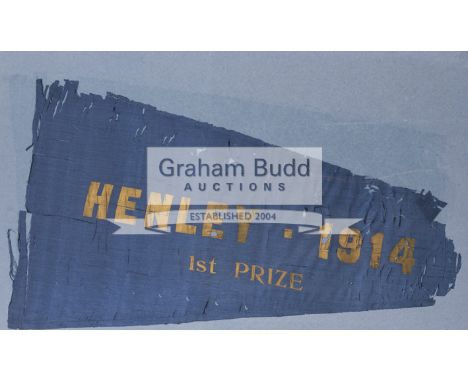 Graham Budd
AUCTIONS
ESTABLISHED 2004
HENLEY · 1914
1st PRIZE